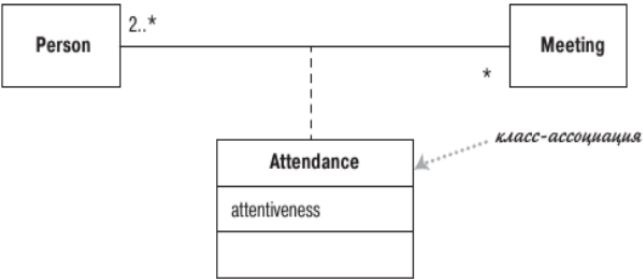 2..*
Person
Meeting
*
класс-ассоциация
Attendance
attentiveness